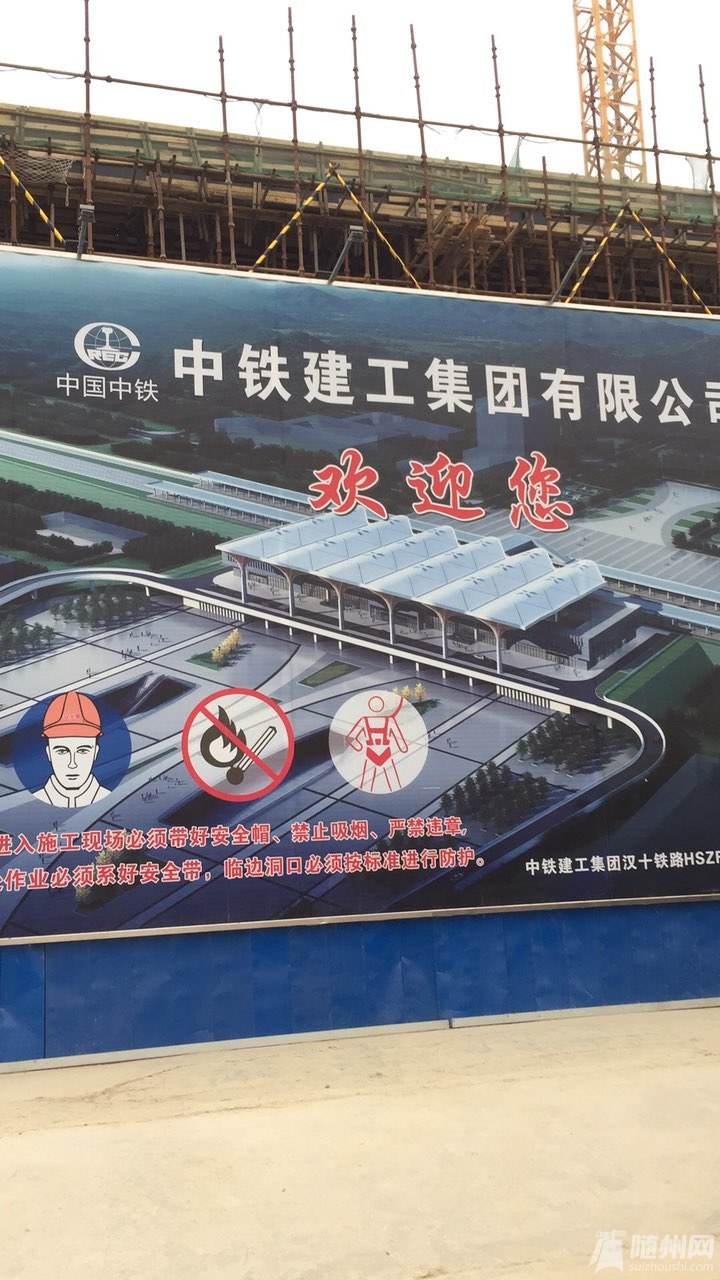 CREC
中国中铁
中铁建工集团有限公司
欢迎您
进入施工现场必须带好安全帽、禁止吸烟、严禁违章,
作业必须系好安全带，临边洞口必须按标准进行防护。
中铁建工集团汉十铁路HSZF
随州网
suizhoushi.com